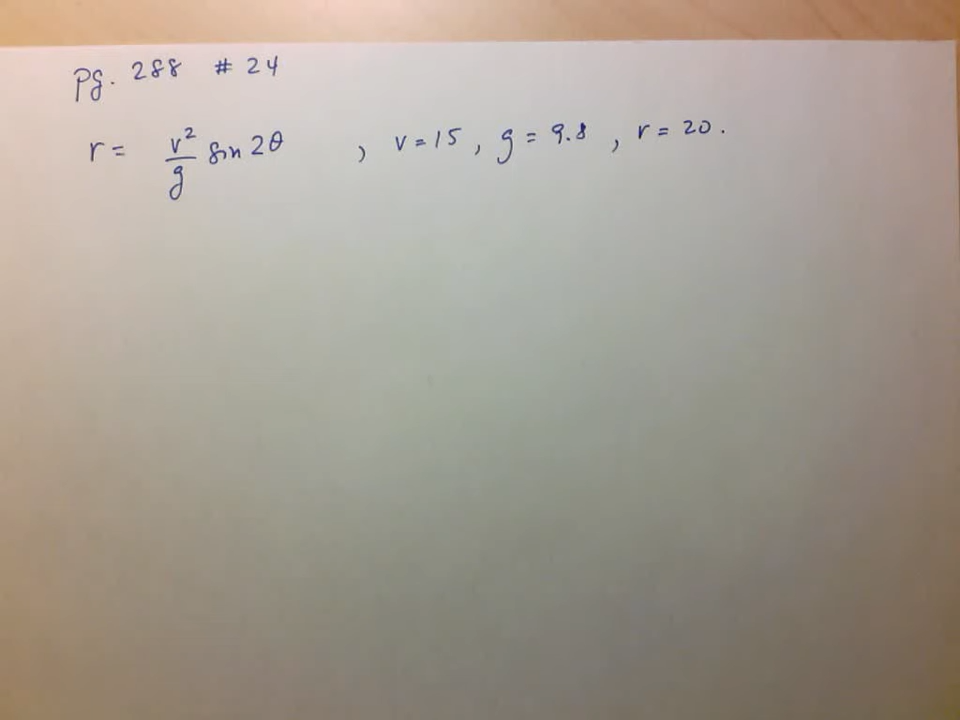 Pg. 288 # 24
r = v²/g sin 2θ , v = 15 , g = 9.8 , r = 20 .